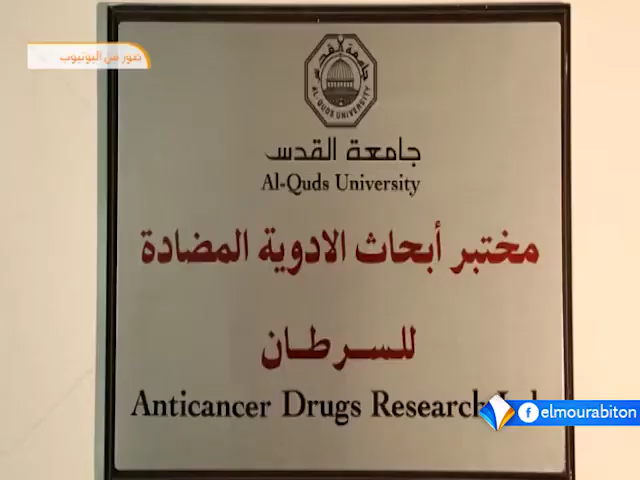 صور من اليوتيوب
جامعة القدس
AL-QUDS UNIVERSITY
جامعة القدس
Al-Quds University
مختبر أبحاث الادوية المضادة
للسرطان
Anticancer Drugs Research
elmourabiton